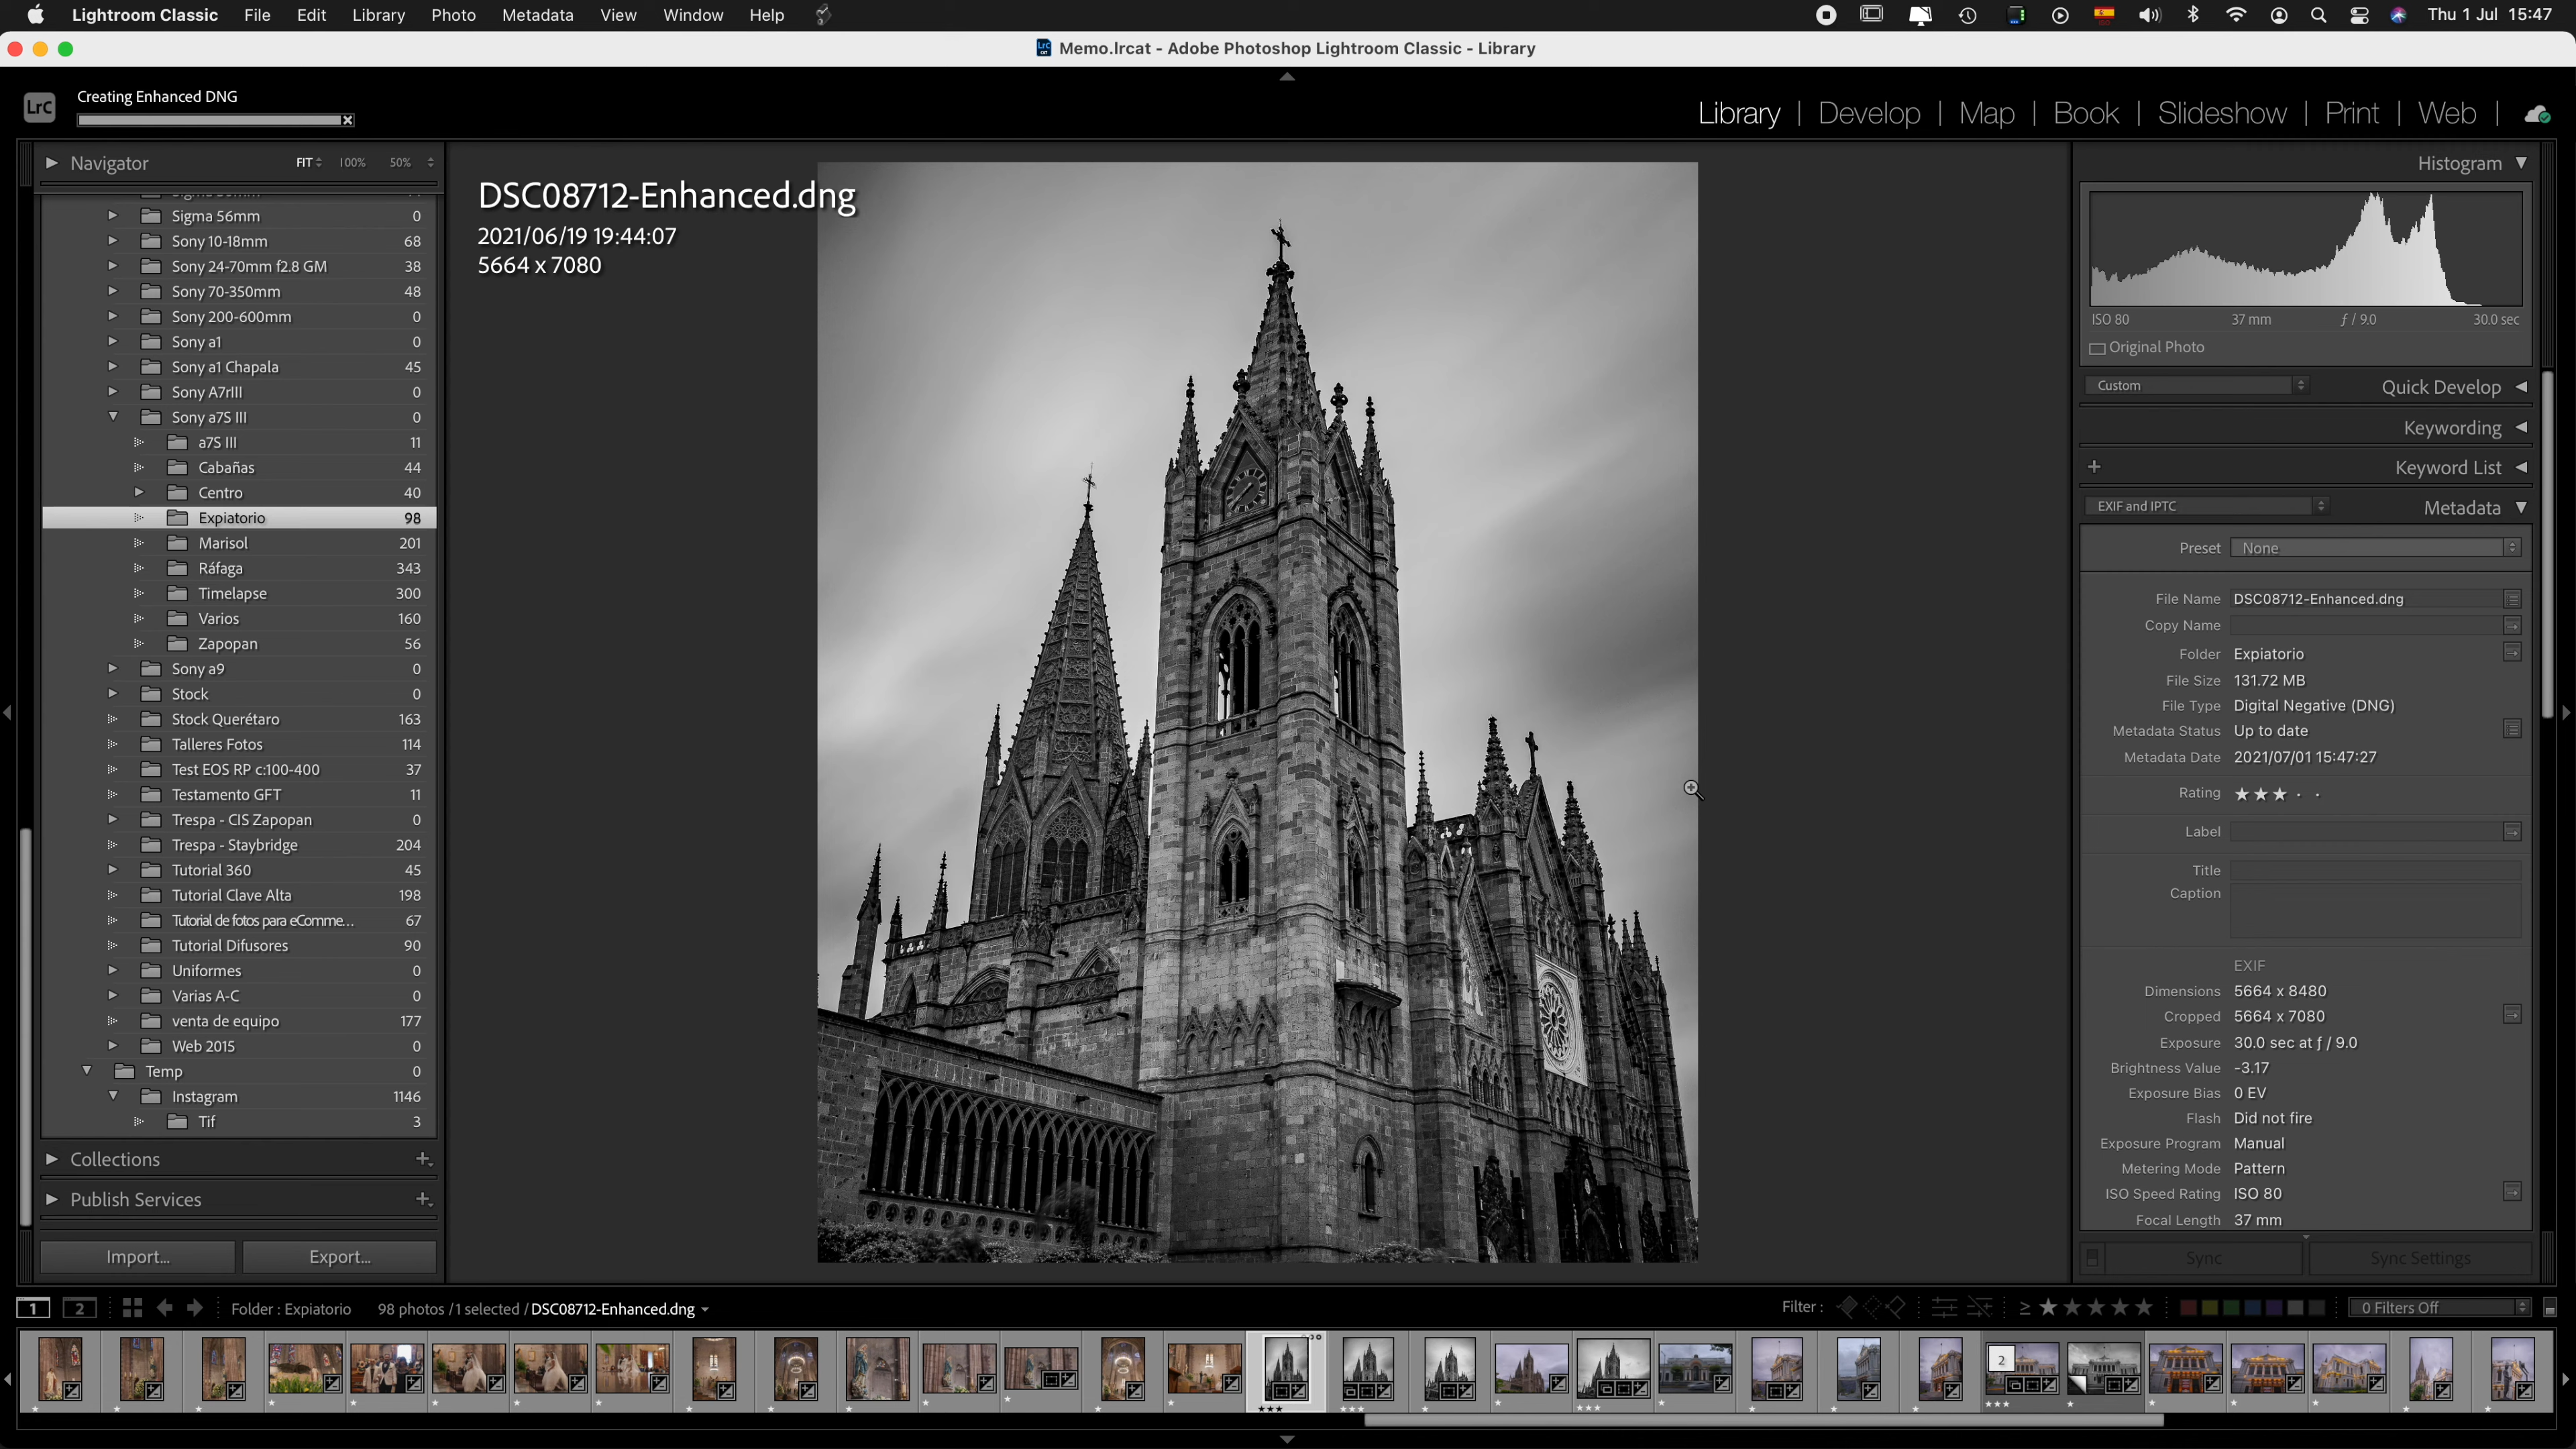 Lightroom Classic File Edit Library Photo Metadata View Window Help Thu 1 Jul 15:47
Memo.lrcat - Adobe Photoshop Lightroom Classic - Library
LrC Creating Enhanced DNG
Library | Develop | Map | Book | Slideshow | Print | Web |
Navigator FIT 100% 50%
Sigma 56mm 0
Sony 10-18mm 68
Sony 24-70mm f2.8 GM 38
Sony 70-350mm 48
Sony 200-600mm 0
Sony a1 0
Sony a1 Chapala 45
Sony A7rIII 0
Sony a7S III 0
a7S III 11
Cabañas 44
Centro 40
Expiatorio 98
Marisol 201
Ráfaga 343
Timelapse 300
Varios 160
Zapopan 56
Sony a9 0
Stock 0
Stock Querétaro 163
Talleres Fotos 114
Test EOS RP c:100-400 37
Testamento GFT 11
Trespa - CIS Zapopan 0
Trespa - Staybridge 204
Tutorial 360 45
Tutorial Clave Alta 198
Tutorial de fotos para eComme... 67
Tutorial Difusores 90
Uniformes 0
Varias A-C 0
venta de equipo 177
Web 2015 0
Temp 0
Instagram 1146
Tif 3
Collections
Publish Services
Import... Export...
DSC08712-Enhanced.dng
2021/06/19 19:44:07
5664 x 7080
Histogram
ISO 80 37 mm ƒ / 9.0 30.0 sec
Original Photo
Custom Quick Develop
Keywording
Keyword List
EXIF and IPTC Metadata
Preset None
File Name DSC08712-Enhanced.dng
Copy Name
Folder Expiatorio
File Size 131.72 MB
File Type Digital Negative (DNG)
Metadata Status Up to date
Metadata Date 2021/07/01 15:47:27
Rating
Label
Title
Caption
EXIF
Dimensions 5664 x 8480
Cropped 5664 x 7080
Exposure 30.0 sec at ƒ / 9.0
Brightness Value -3.17
Exposure Bias 0 EV
Flash Did not fire
Exposure Program Manual
Metering Mode Pattern
ISO Speed Rating ISO 80
Focal Length 37 mm
Sync Sync Settings
1 2 Folder : Expiatorio 98 photos / 1 selected / DSC08712-Enhanced.dng Filter : ≥ 0 Filters Off
2